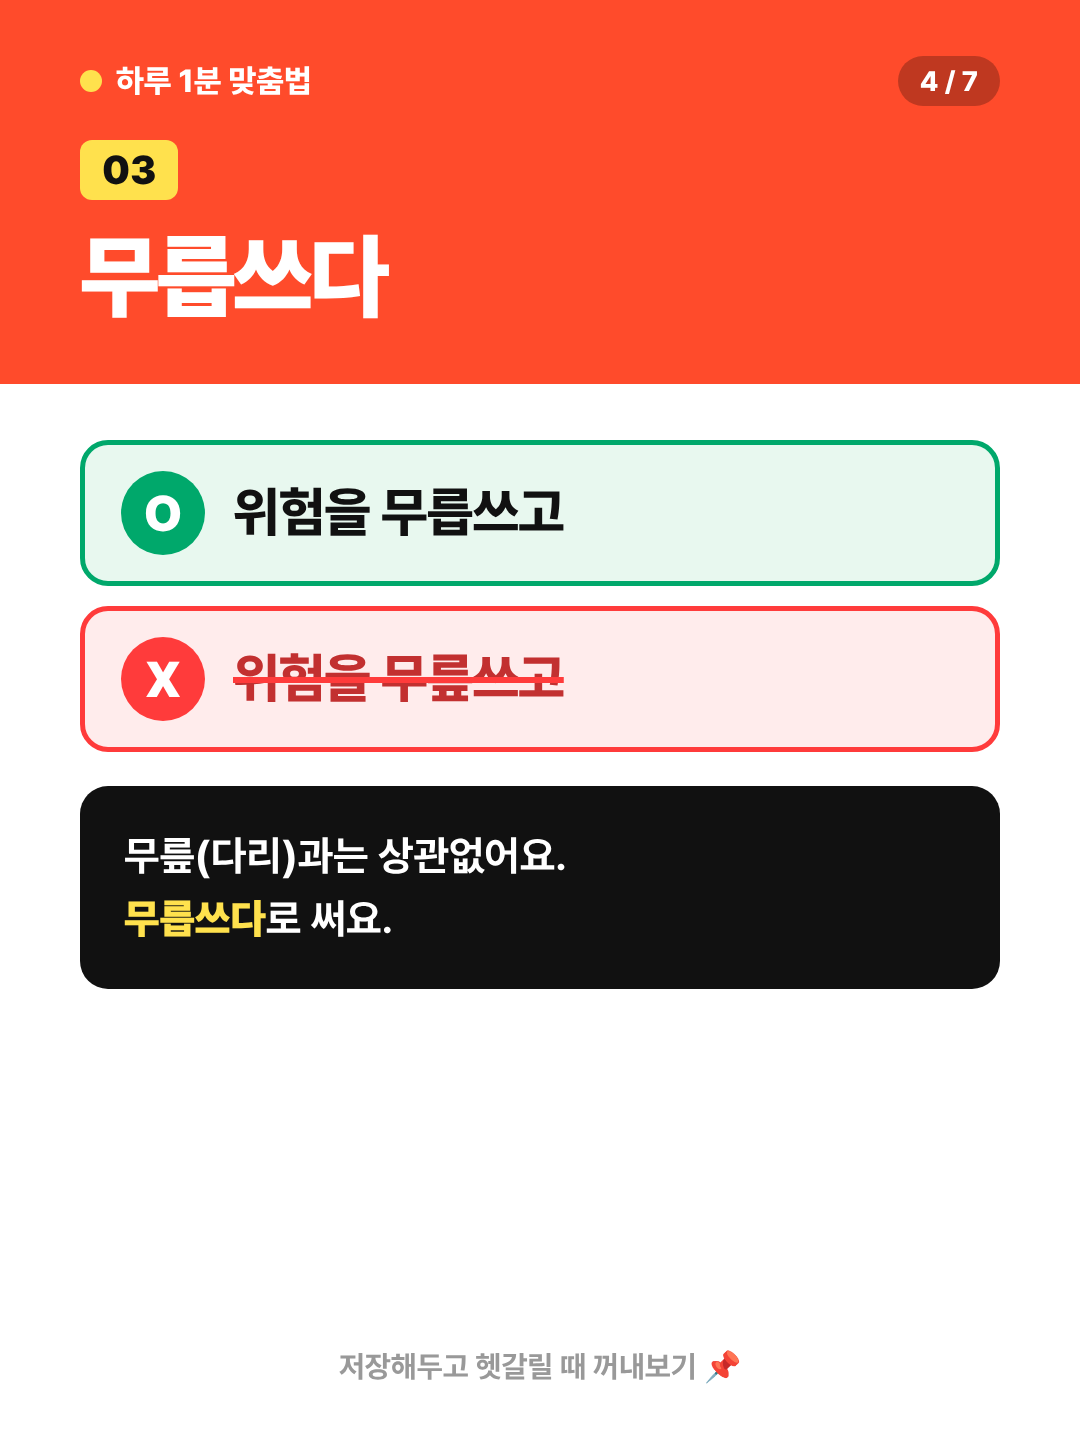 하루 1분 맞춤법
4 / 7
03
무릅쓰다
O 위험을 무릅쓰고
X 위험을 무릎쓰고
무릎(다리)과는 상관없어요.
무릅쓰다로 써요.
저장해두고 헷갈릴 때 꺼내보기 📌